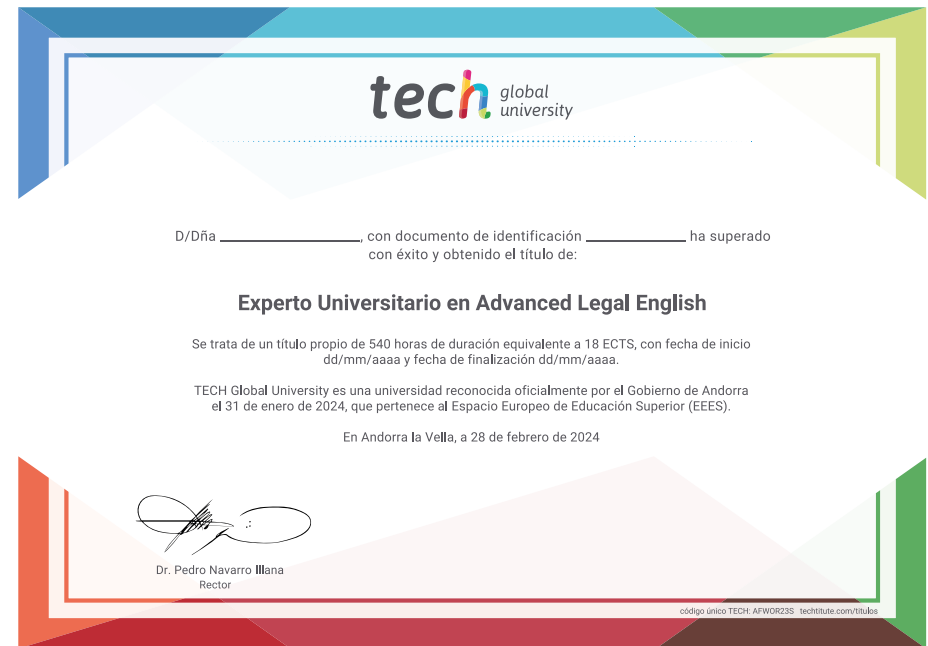 tech global university
D/Dña ____________________, con documento de identificación ______________ ha superado
con éxito y obtenido el título de:
Experto Universitario en Advanced Legal English
Se trata de un título propio de 540 horas de duración equivalente a 18 ECTS, con fecha de inicio
dd/mm/aaaa y fecha de finalización dd/mm/aaaa.
TECH Global University es una universidad reconocida oficialmente por el Gobierno de Andorra
el 31 de enero de 2024, que pertenece al Espacio Europeo de Educación Superior (EEES).
En Andorra la Vella, a 28 de febrero de 2024
Dr. Pedro Navarro Illana
Rector
código único TECH: AFWOR23S techtitute.com/titulos